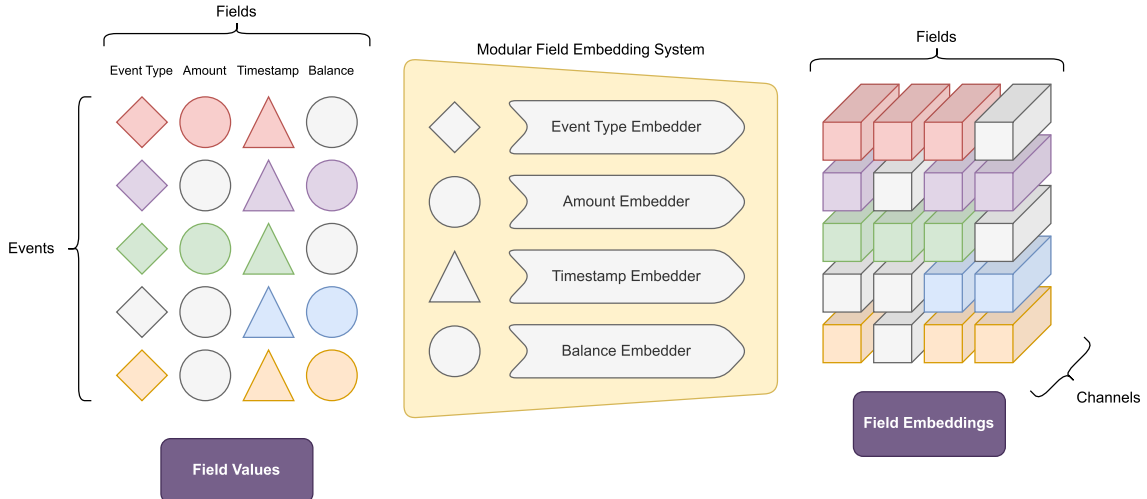 Fields
Event Type Amount Timestamp Balance
Events
Field Values
Modular Field Embedding System
Event Type Embedder
Amount Embedder
Timestamp Embedder
Balance Embedder
Fields
Channels
Field Embeddings